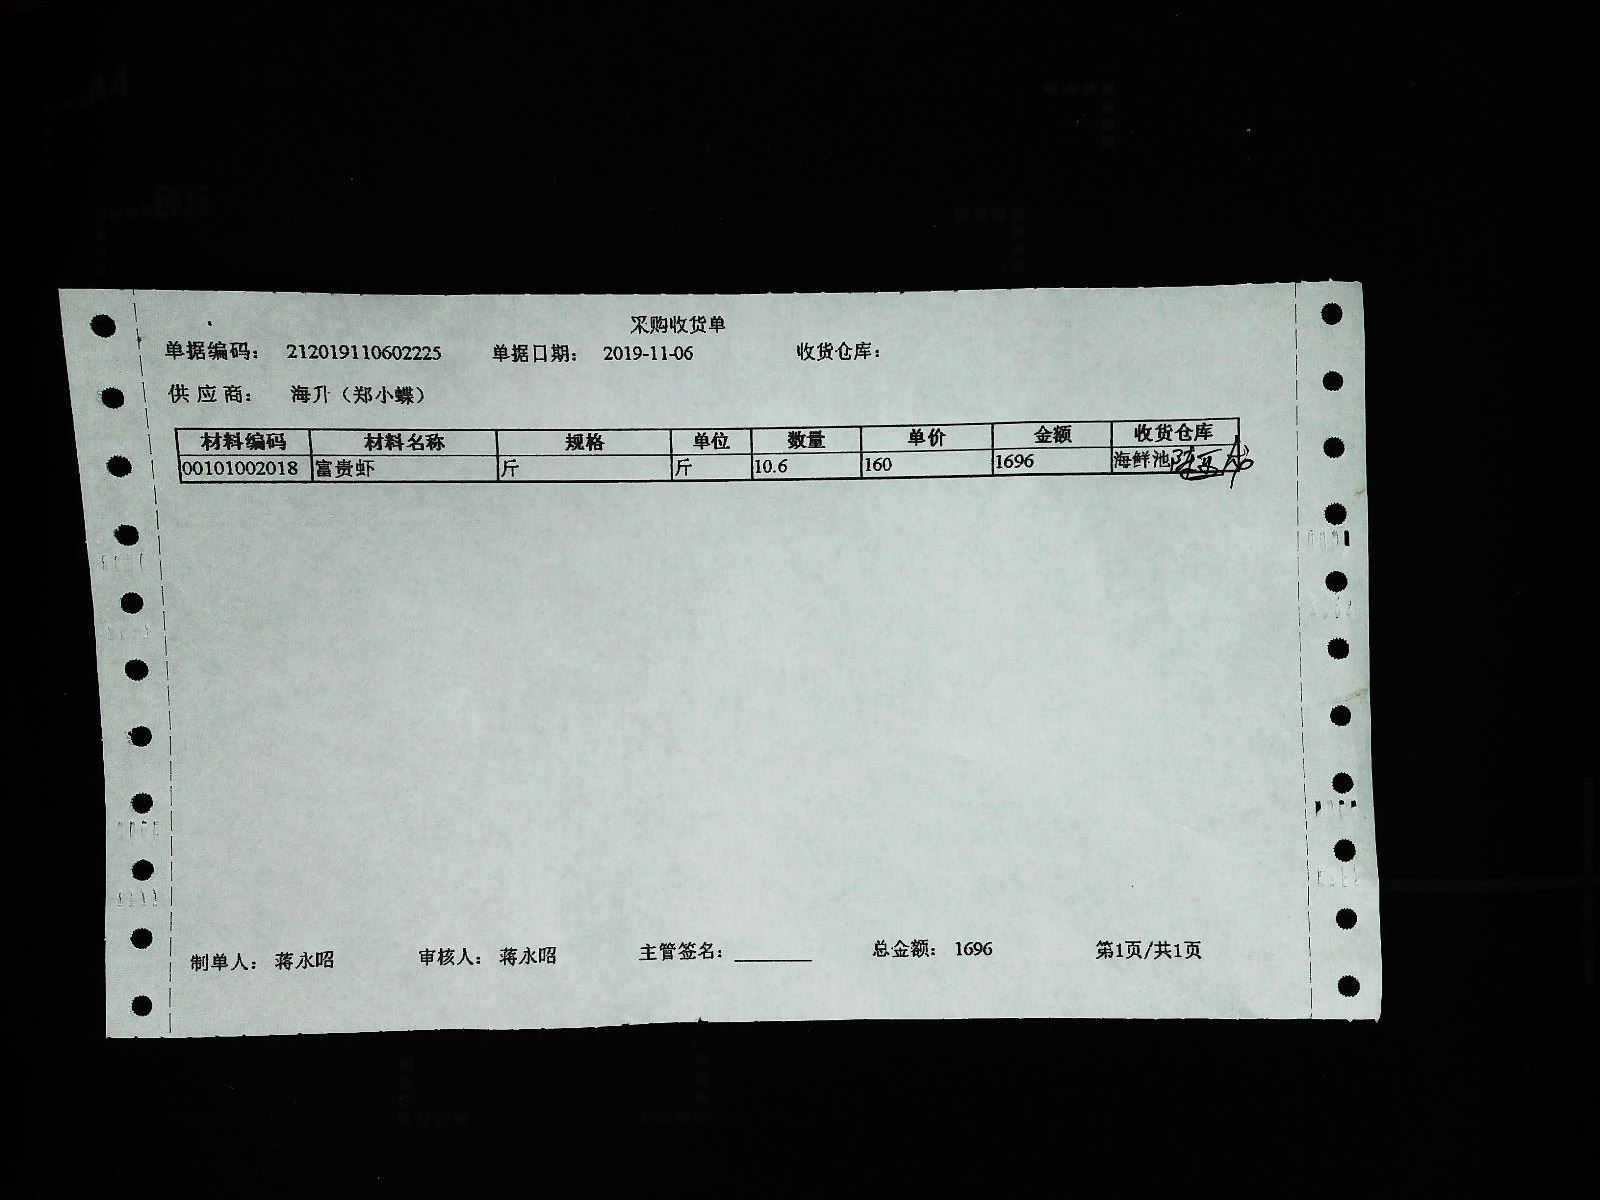 采购收货单
单据编码： 212019110602225 单据日期： 2019-11-06 收货仓库：
供应商： 海升（郑小蝶）
材料编码 材料名称 规格 单位 数量 单价 金额 收货仓库
00101002018 富贵虾 斤 斤 10.6 160 1696 海鲜池
制单人： 蒋永昭 审核人： 蒋永昭 主管签名： 总金额： 1696 第1页/共1页